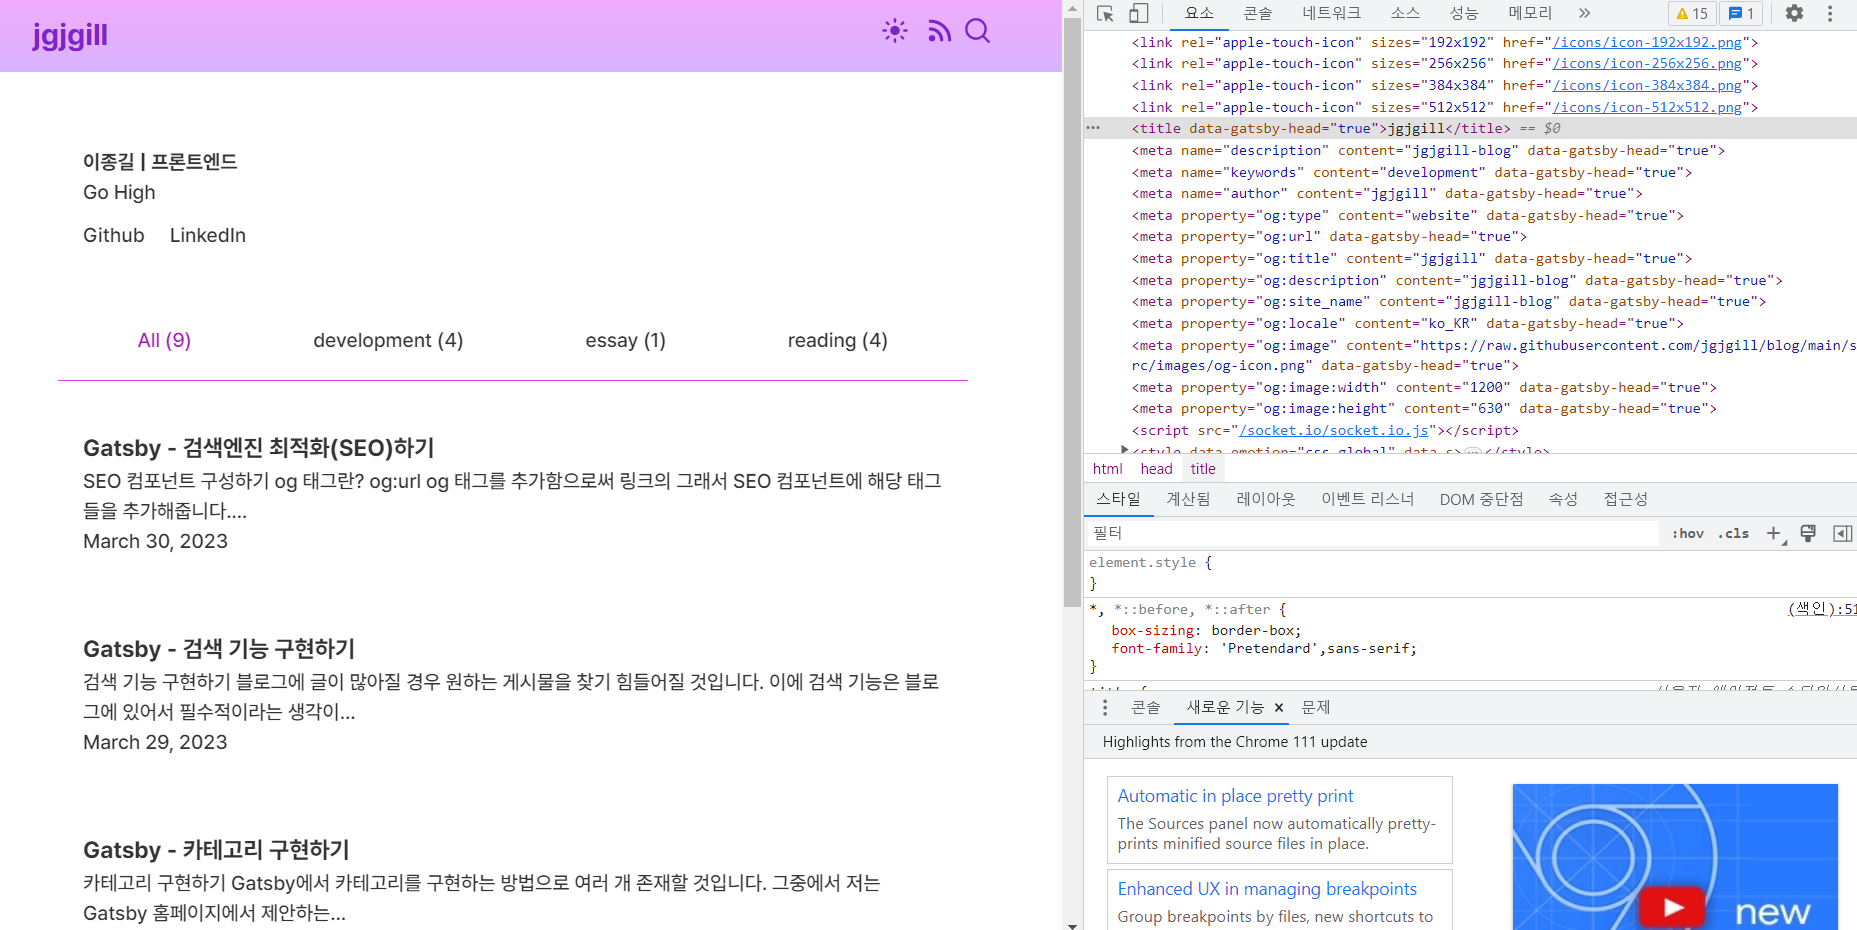 jgjgill
이종길 | 프론트엔드
Go High
Github LinkedIn
All (9) development (4) essay (1) reading (4)
Gatsby - 검색엔진 최적화(SEO)하기
SEO 컴포넌트 구성하기 og 태그란? og:url og 태그를 추가함으로써 링크의 그래서 SEO 컴포넌트에 해당 태그
들을 추가해줍니다....
March 30, 2023
Gatsby - 검색 기능 구현하기
검색 기능 구현하기 블로그에 글이 많아질 경우 원하는 게시물을 찾기 힘들어질 것입니다. 이에 검색 기능은 블로
그에 있어서 필수적이라는 생각이...
March 29, 2023
Gatsby - 카테고리 구현하기
카테고리 구현하기 Gatsby에서 카테고리를 구현하는 방법으로 여러 개 존재할 것입니다. 그중에서 저는
Gatsby 홈페이지에서 제안하는...
요소 콘솔 네트워크 소스 성능 메모리 » 15 1
<link rel="apple-touch-icon" sizes="192x192" href="/icons/icon-192x192.png">
<link rel="apple-touch-icon" sizes="256x256" href="/icons/icon-256x256.png">
<link rel="apple-touch-icon" sizes="384x384" href="/icons/icon-384x384.png">
<link rel="apple-touch-icon" sizes="512x512" href="/icons/icon-512x512.png">
<title data-gatsby-head="true">jgjgill</title> == $0
<meta name="description" content="jgjgill-blog" data-gatsby-head="true">
<meta name="keywords" content="development" data-gatsby-head="true">
<meta name="author" content="jgjgill" data-gatsby-head="true">
<meta property="og:type" content="website" data-gatsby-head="true">
<meta property="og:url" data-gatsby-head="true">
<meta property="og:title" content="jgjgill" data-gatsby-head="true">
<meta property="og:description" content="jgjgill-blog" data-gatsby-head="true">
<meta property="og:site_name" content="jgjgill-blog" data-gatsby-head="true">
<meta property="og:locale" content="ko_KR" data-gatsby-head="true">
<meta property="og:image" content="https://raw.githubusercontent.com/jgjgill/blog/main/s
rc/images/og-icon.png" data-gatsby-head="true">
<meta property="og:image:width" content="1200" data-gatsby-head="true">
<meta property="og:image:height" content="630" data-gatsby-head="true">
<script src="/socket.io/socket.io.js"></script>
<style data-emotion="css-global" data-s>…</style>
html head title
스타일 계산됨 레이아웃 이벤트 리스너 DOM 중단점 속성 접근성
필터 :hov .cls +
element.style {
}
*, *::before, *::after { (색인):51
box-sizing: border-box;
font-family: 'Pretendard',sans-serif;
}
콘솔 새로운 기능 × 문제
Highlights from the Chrome 111 update
Automatic in place pretty print
The Sources panel now automatically pretty-
prints minified source files in place.
Enhanced UX in managing breakpoints
Group breakpoints by files, new shortcuts to
new